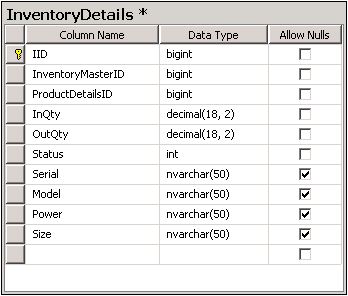 InventoryDetails *
Column Name Data Type Allow Nulls
IID bigint
InventoryMasterID bigint
ProductDetailsID bigint
InQty decimal(18, 2)
OutQty decimal(18, 2)
Status int
Serial nvarchar(50)
Model nvarchar(50)
Power nvarchar(50)
Size nvarchar(50)